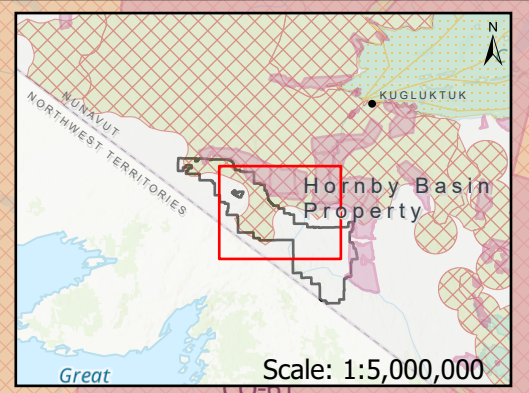 N
KUGLUKTUK
NUNAVUT
NORTHWEST TERRITORIES
Hornby Basin
Property
Scale: 1:5,000,000
Great